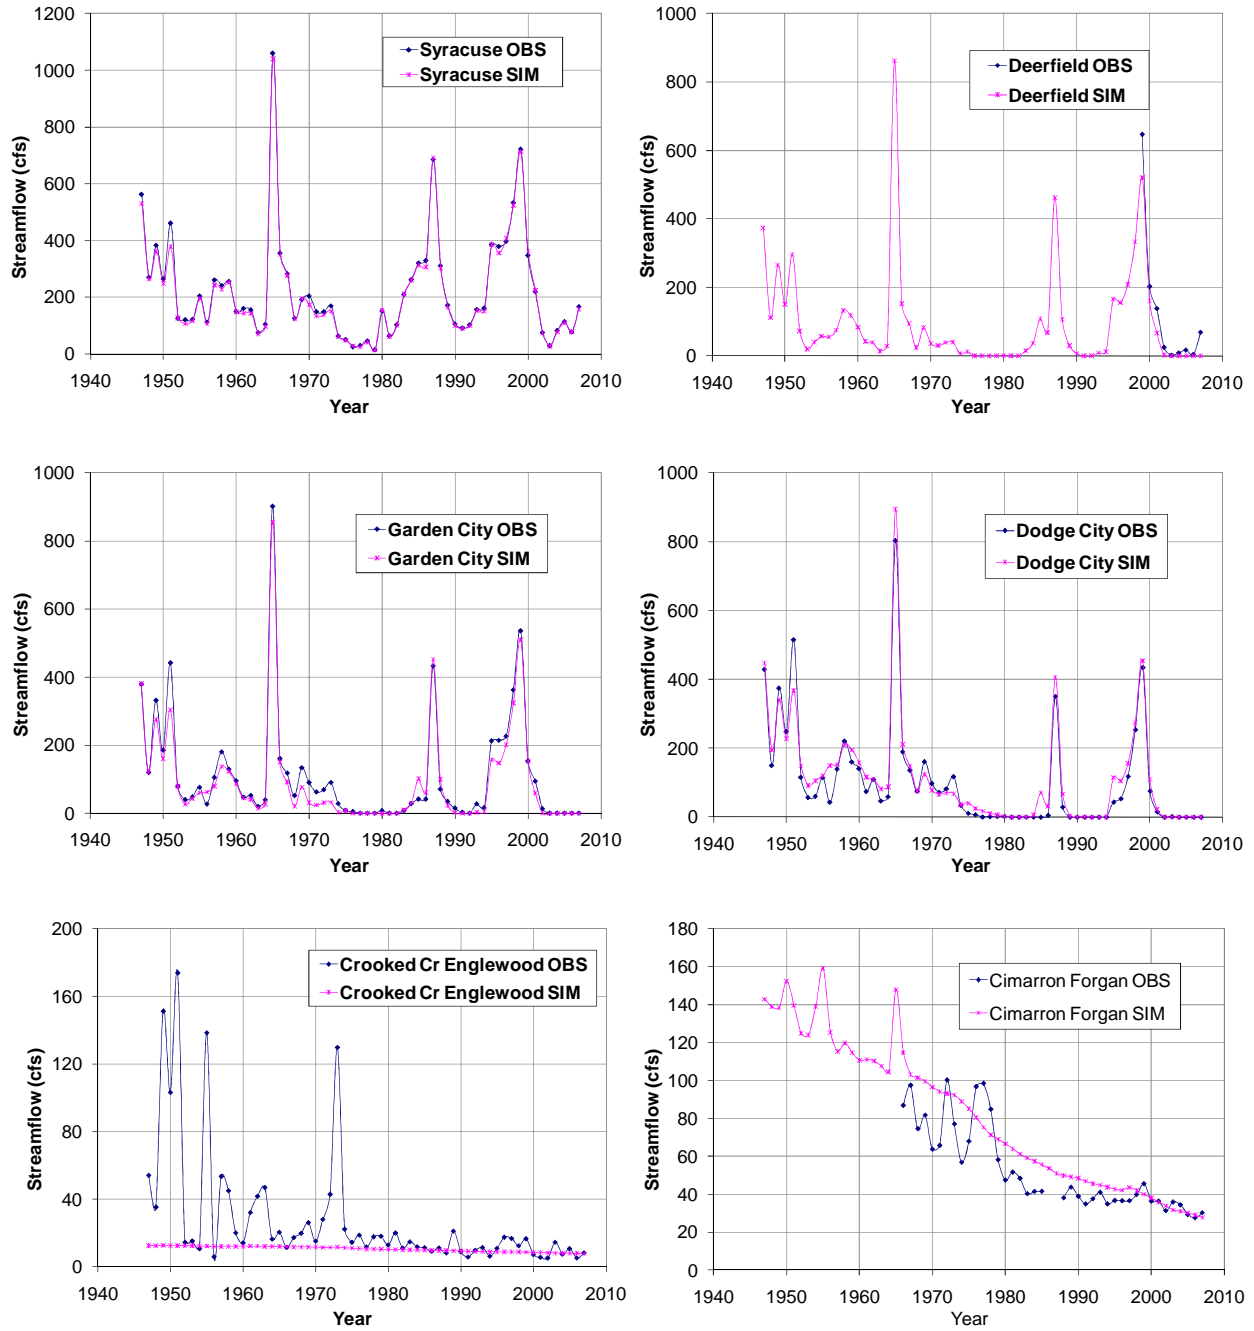 1200
1000
800
600
400
200
0
Streamflow (cfs)
Syracuse OBS
Syracuse SIM
1940 1950 1960 1970 1980 1990 2000 2010
Year
1000
800
600
400
200
0
Streamflow (cfs)
Deerfield OBS
Deerfield SIM
1940 1950 1960 1970 1980 1990 2000 2010
Year
1000
800
600
400
200
0
Streamflow (cfs)
Garden City OBS
Garden City SIM
1940 1950 1960 1970 1980 1990 2000 2010
Year
1000
800
600
400
200
0
Streamflow (cfs)
Dodge City OBS
Dodge City SIM
1940 1950 1960 1970 1980 1990 2000 2010
Year
200
160
120
80
40
0
Streamflow (cfs)
Crooked Cr Englewood OBS
Crooked Cr Englewood SIM
1940 1950 1960 1970 1980 1990 2000 2010
Year
180
160
140
120
100
80
60
40
20
0
Streamflow (cfs)
Cimarron Forgan OBS
Cimarron Forgan SIM
1940 1950 1960 1970 1980 1990 2000 2010
Year